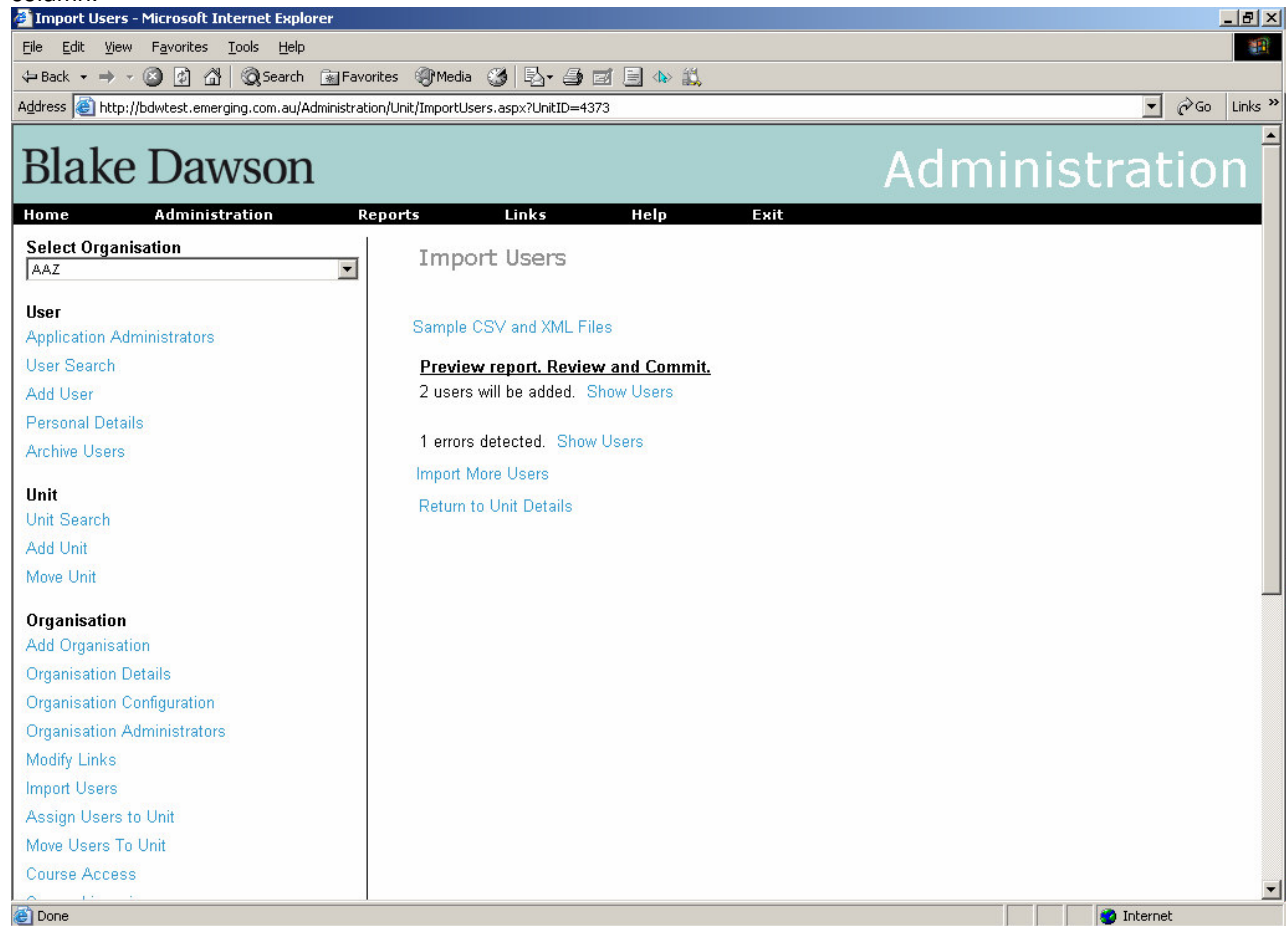 column.
Import Users - Microsoft Internet Explorer
File Edit View Favorites Tools Help
Back Search Favorites Media
Address http://bdwtest.emerging.com.au/Administration/Unit/ImportUsers.aspx?UnitID=4373 Go Links »
Blake Dawson Administration
Home Administration Reports Links Help Exit
Select Organisation
AAZ
User
Application Administrators
User Search
Add User
Personal Details
Archive Users
Unit
Unit Search
Add Unit
Move Unit
Organisation
Add Organisation
Organisation Details
Organisation Configuration
Organisation Administrators
Modify Links
Import Users
Assign Users to Unit
Move Users To Unit
Course Access
Import Users
Sample CSV and XML Files
Preview report. Review and Commit.
2 users will be added. Show Users
1 errors detected. Show Users
Import More Users
Return to Unit Details
Done Internet